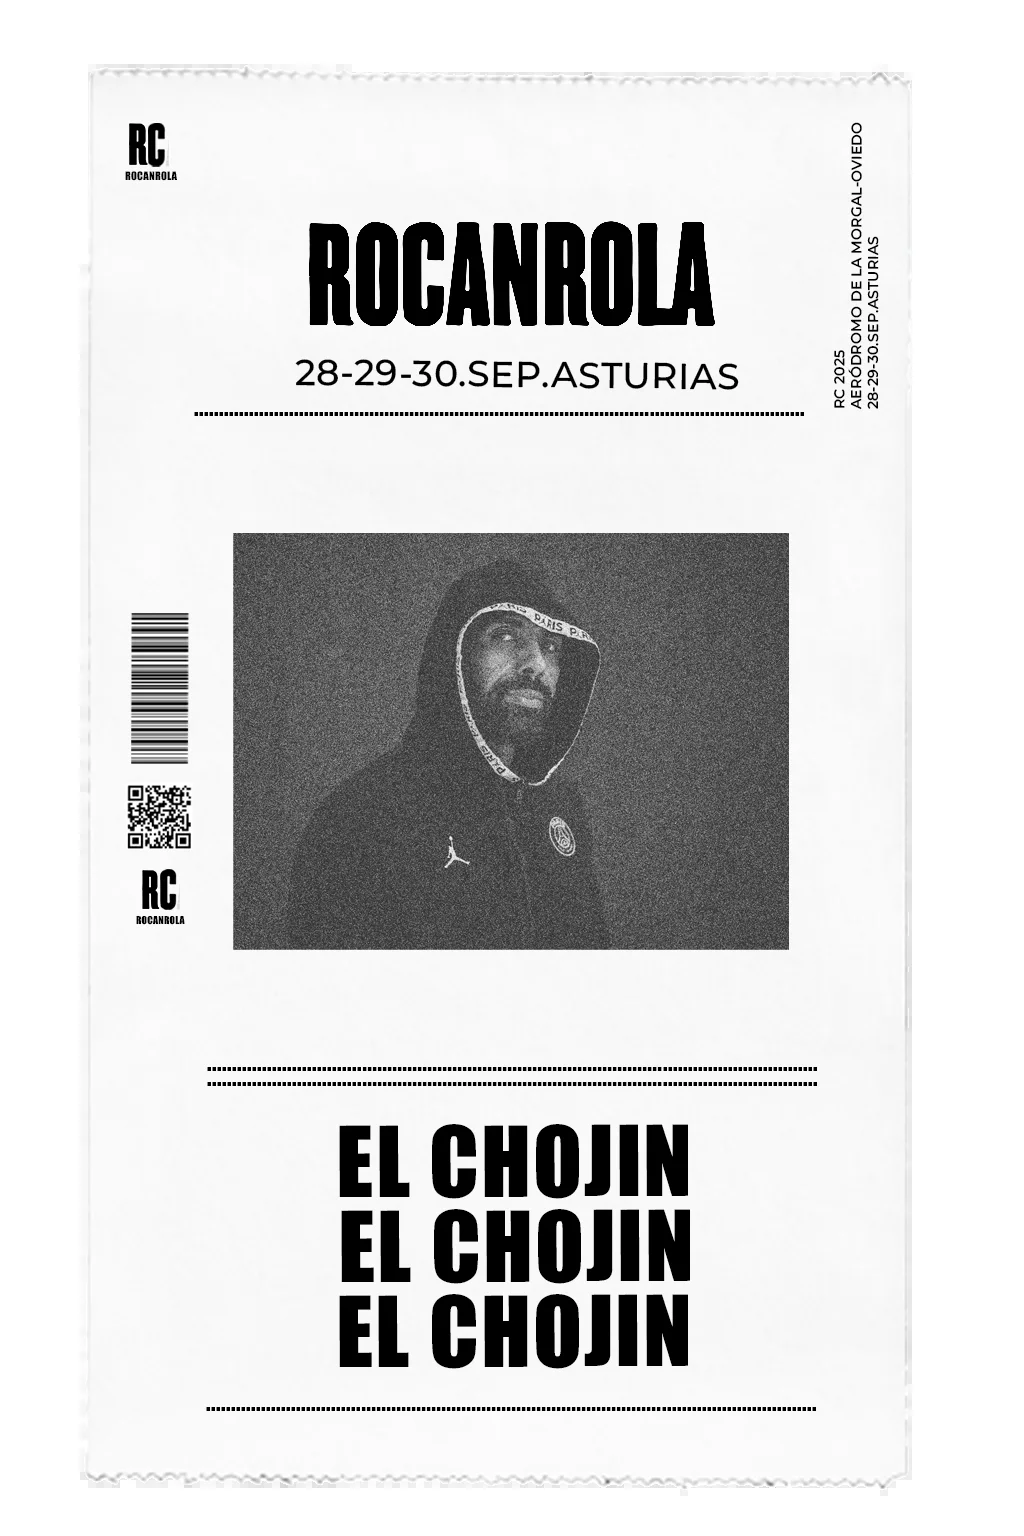 RC
ROCANROLA
RC 2025
AERÓDROMO DE LA MORGAL-OVIEDO
28-29-30.SEP.ASTURIAS
ROCANROLA
28-29-30.SEP.ASTURIAS
PARIS PARIS
PARIS
RC
ROCANROLA
EL CHOJIN
EL CHOJIN
EL CHOJIN